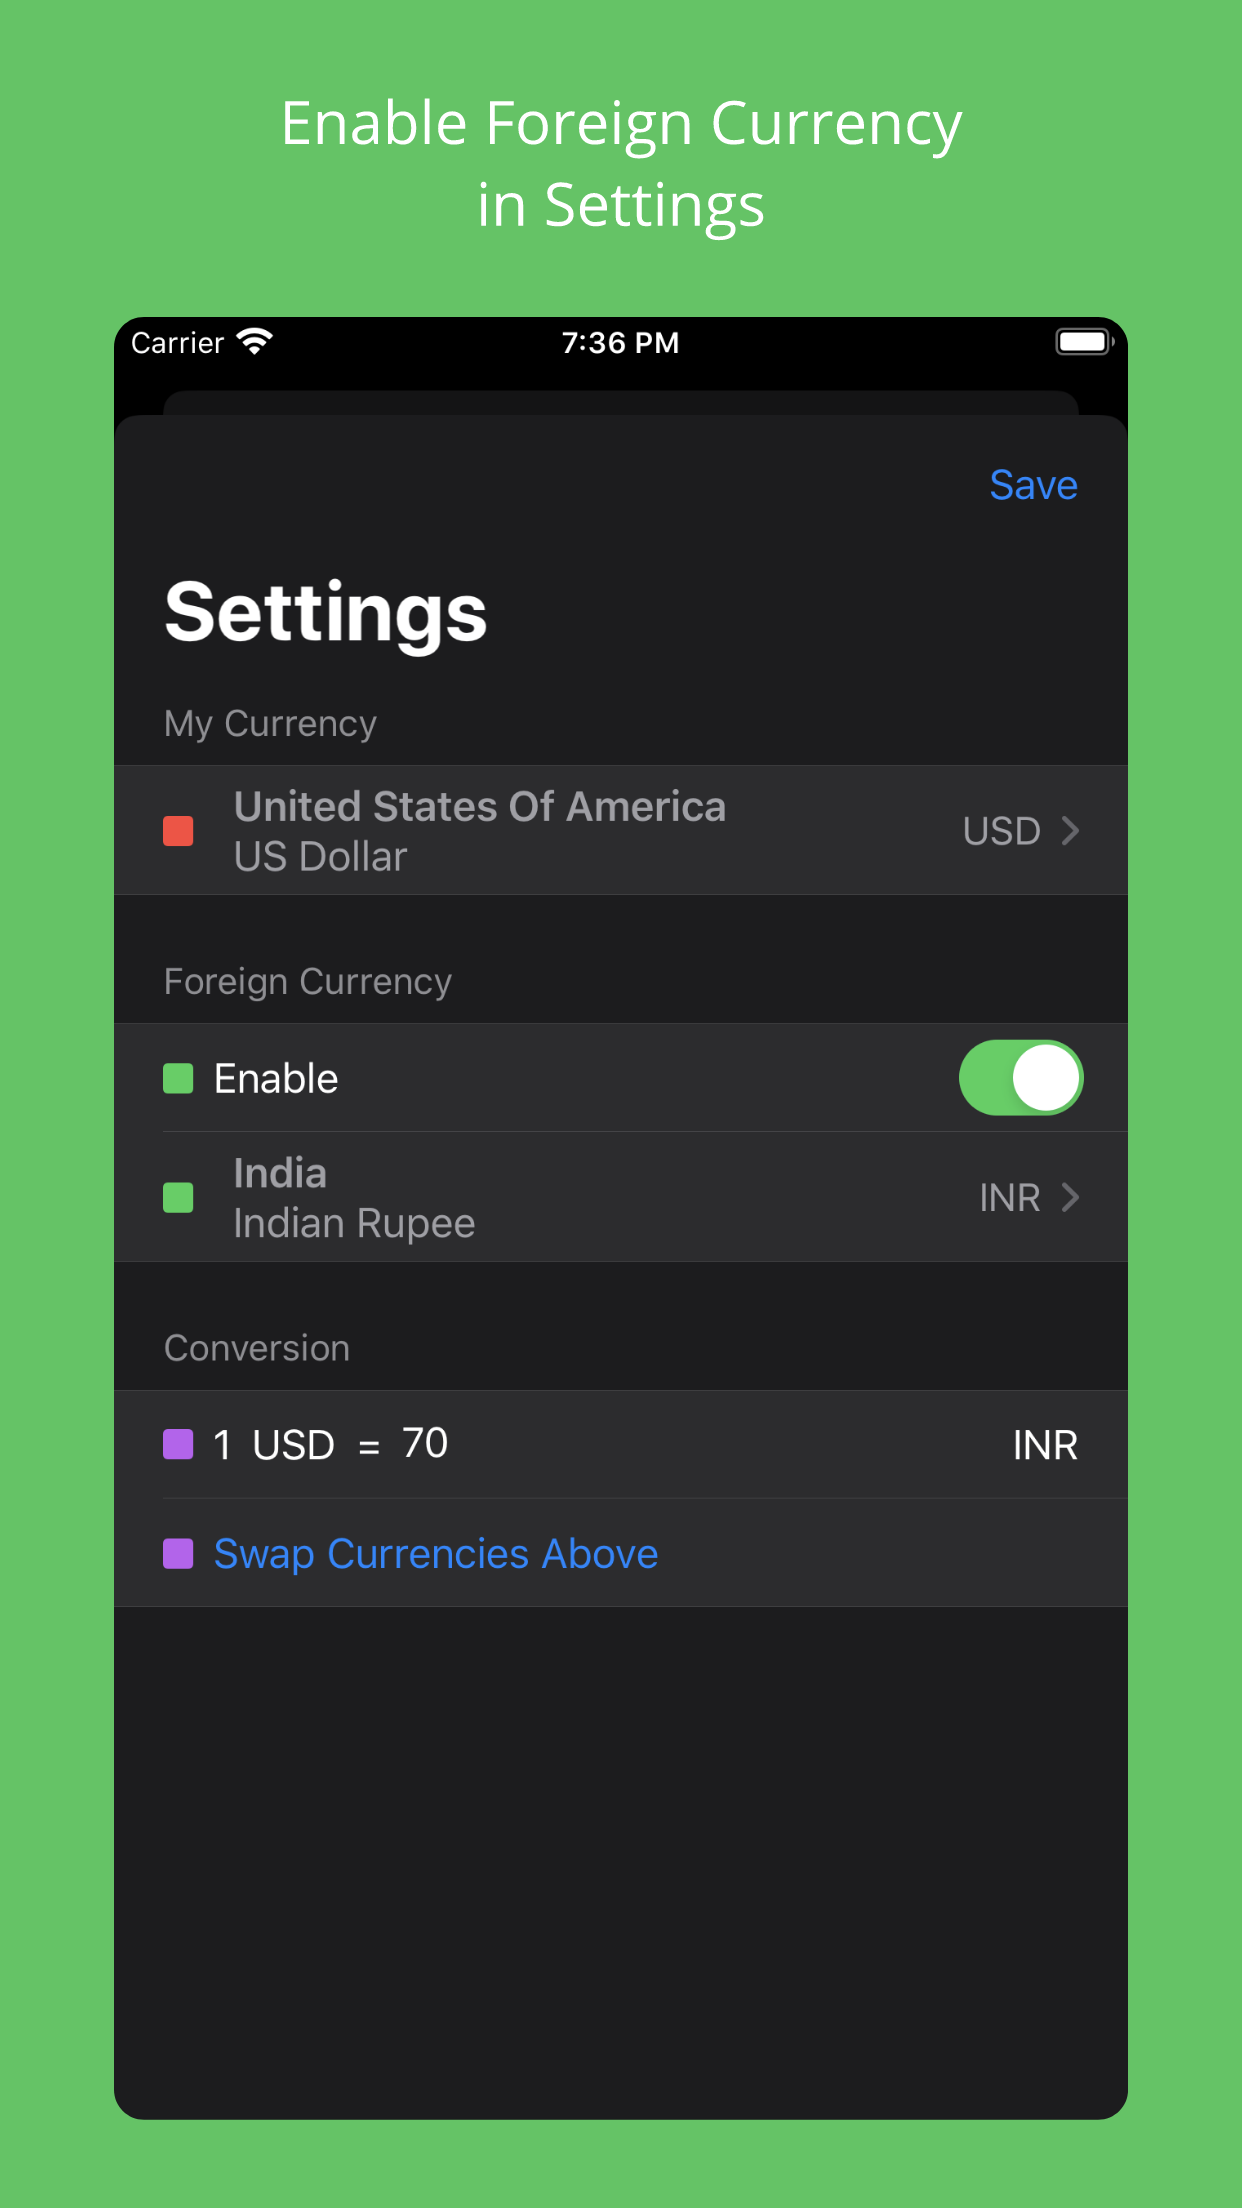 Enable Foreign Currency
in Settings
Carrier 7:36 PM
Save
Settings
My Currency
United States Of America
US Dollar
USD
Foreign Currency
Enable
India
Indian Rupee
INR
Conversion
1 USD = 70 INR
Swap Currencies Above